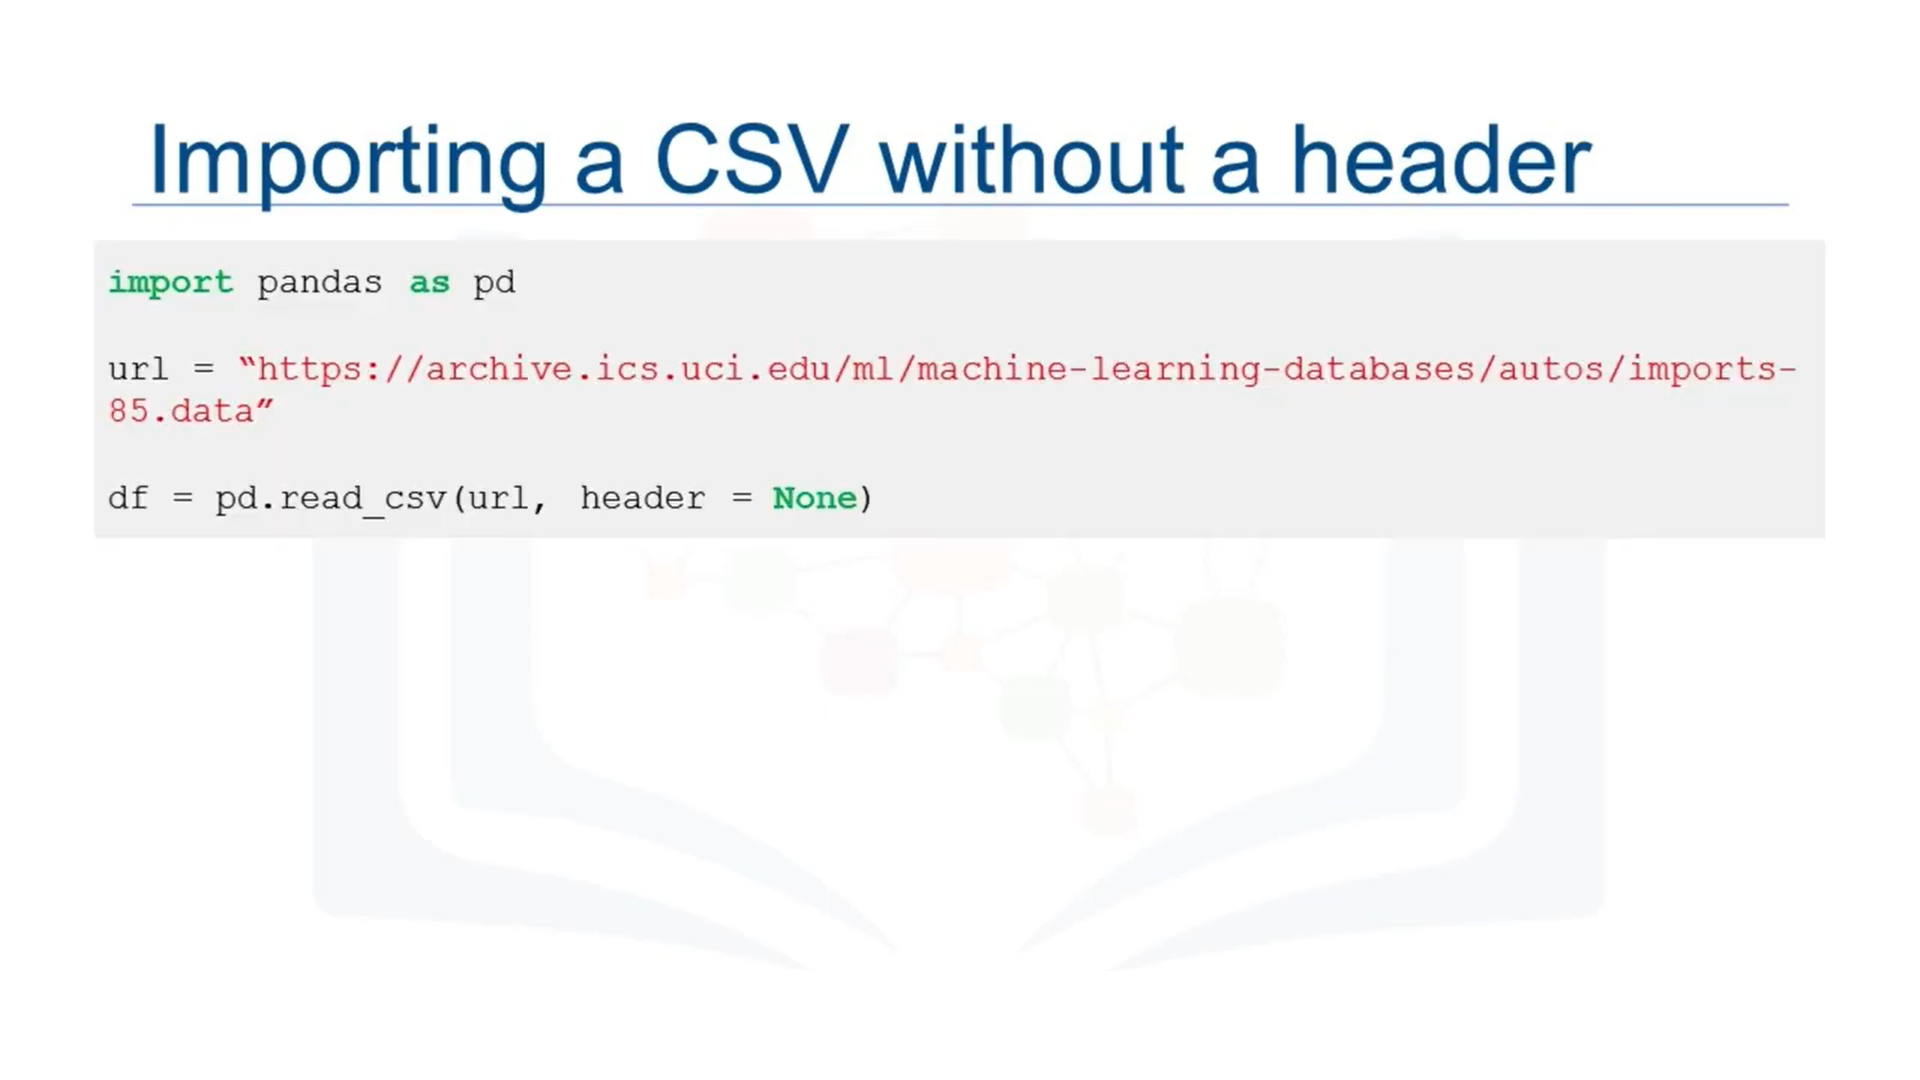 Importing a CSV without a header
import pandas as pd
url = “https://archive.ics.uci.edu/ml/machine-learning-databases/autos/imports-
85.data”
df = pd.read_csv(url, header = None)